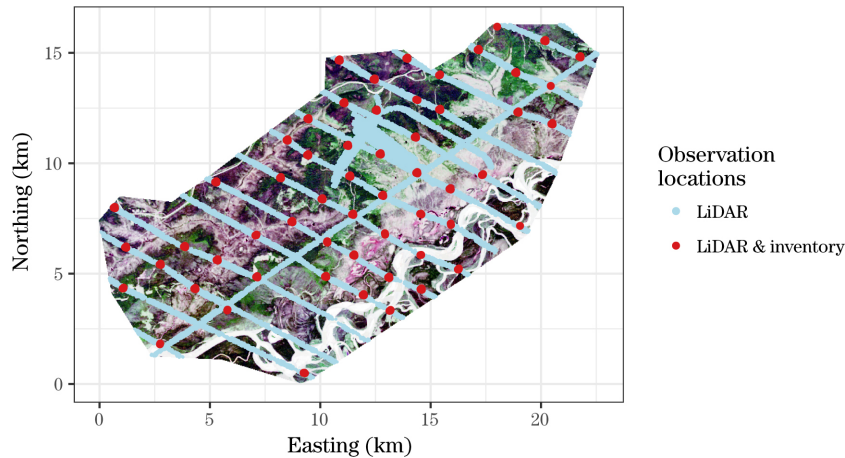 15
10
5
0
Northing (km)
0
5
10
15
20
Easting (km)
Observation
locations
LiDAR
LiDAR & inventory